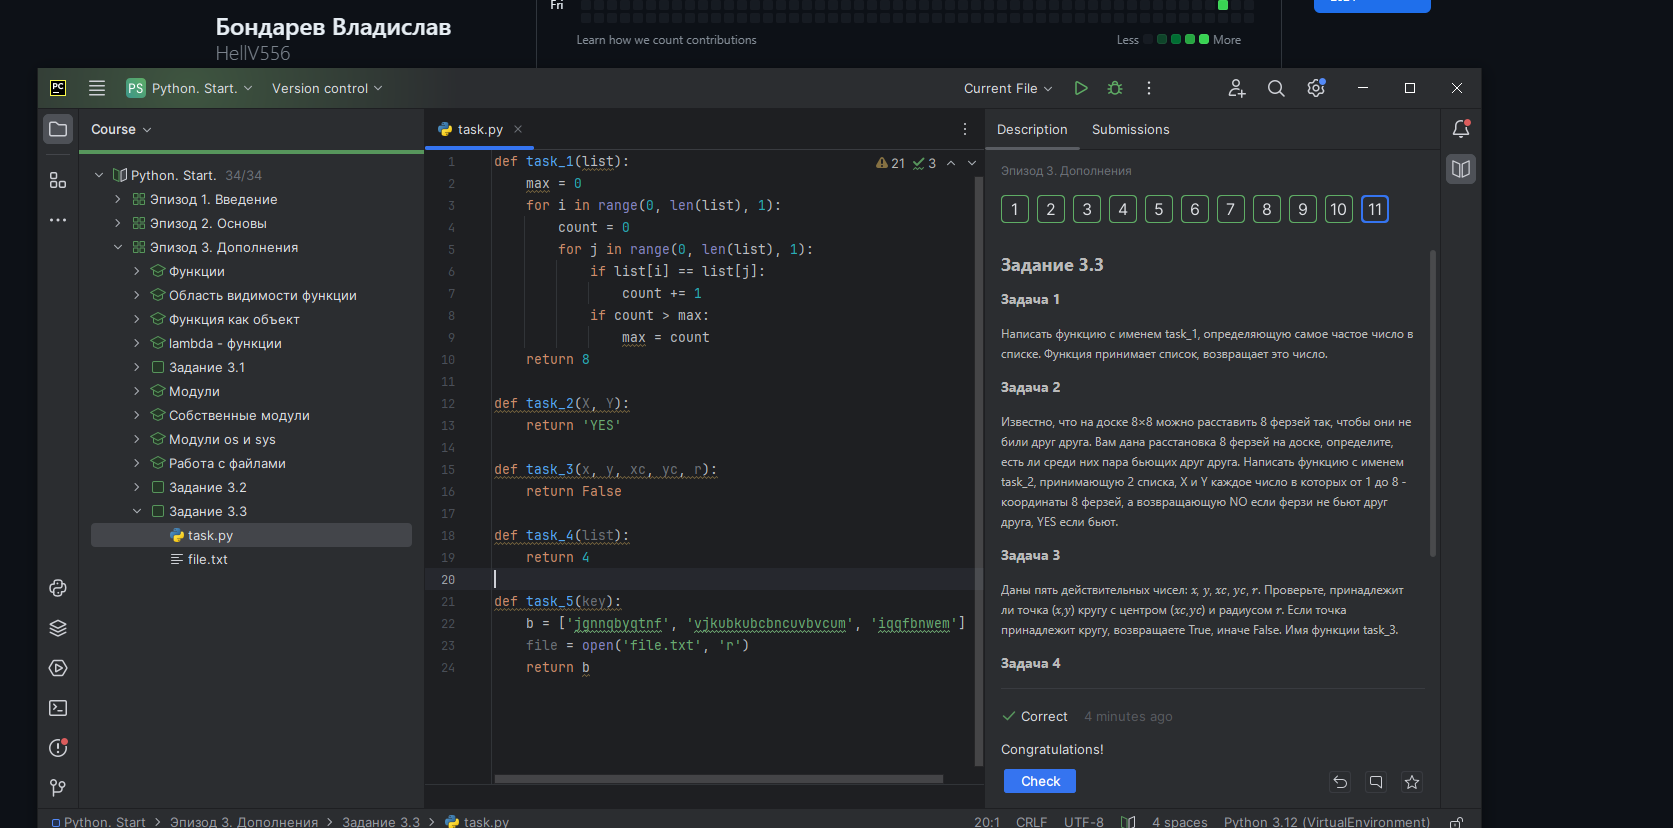 Fri
Бондарев Владислав
HellV556
Learn how we count contributions
Less More
PC PS Python. Start. Version control Current File
Course
task.py
Description Submissions
Python. Start. 34/34
Эпизод 1. Введение
Эпизод 2. Основы
Эпизод 3. Дополнения
Функции
Область видимости функции
Функция как объект
lambda - функции
Задание 3.1
Модули
Собственные модули
Модули os и sys
Работа с файлами
Задание 3.2
Задание 3.3
task.py
file.txt
21 3
1 def task_1(list):
2 max = 0
3 for i in range(0, len(list), 1):
4 count = 0
5 for j in range(0, len(list), 1):
6 if list[i] == list[j]:
7 count += 1
8 if count > max:
9 max = count
10 return 8
11
12 def task_2(X, Y):
13 return 'YES'
14
15 def task_3(x, y, xc, yc, r):
16 return False
17
18 def task_4(list):
19 return 4
20
21 def task_5(key):
22 b = ['jgnnqbygtnf', 'vjkubkubcbncuvbvcum', 'iqqfbnwem']
23 file = open('file.txt', 'r')
24 return b
Эпизод 3. Дополнения
1 2 3 4 5 6 7 8 9 10 11
Задание 3.3
Задача 1
Написать функцию с именем task_1, определяющую самое частое число в
списке. Функция принимает список, возвращает это число.
Задача 2
Известно, что на доске 8×8 можно расставить 8 ферзей так, чтобы они не
били друг друга. Вам дана расстановка 8 ферзей на доске, определите,
есть ли среди них пара бьющих друг друга. Написать функцию с именем
task_2, принимающую 2 списка, X и Y каждое число в которых от 1 до 8 -
координаты 8 ферзей, а возвращающую NO если ферзи не бьют друг
друга, YES если бьют.
Задача 3
Даны пять действительных чисел: x, y, xc, yc, r. Проверьте, принадлежит
ли точка (x,y) кругу с центром (xc,yc) и радиусом r. Если точка
принадлежит кругу, возвращаете True, иначе False. Имя функции task_3.
Задача 4
Correct 4 minutes ago
Congratulations!
Check
Python. Start > Эпизод 3. Дополнения > Задание 3.3 > task.py
20:1 CRLF UTF-8 4 spaces Python 3.12 (VirtualEnvironment)